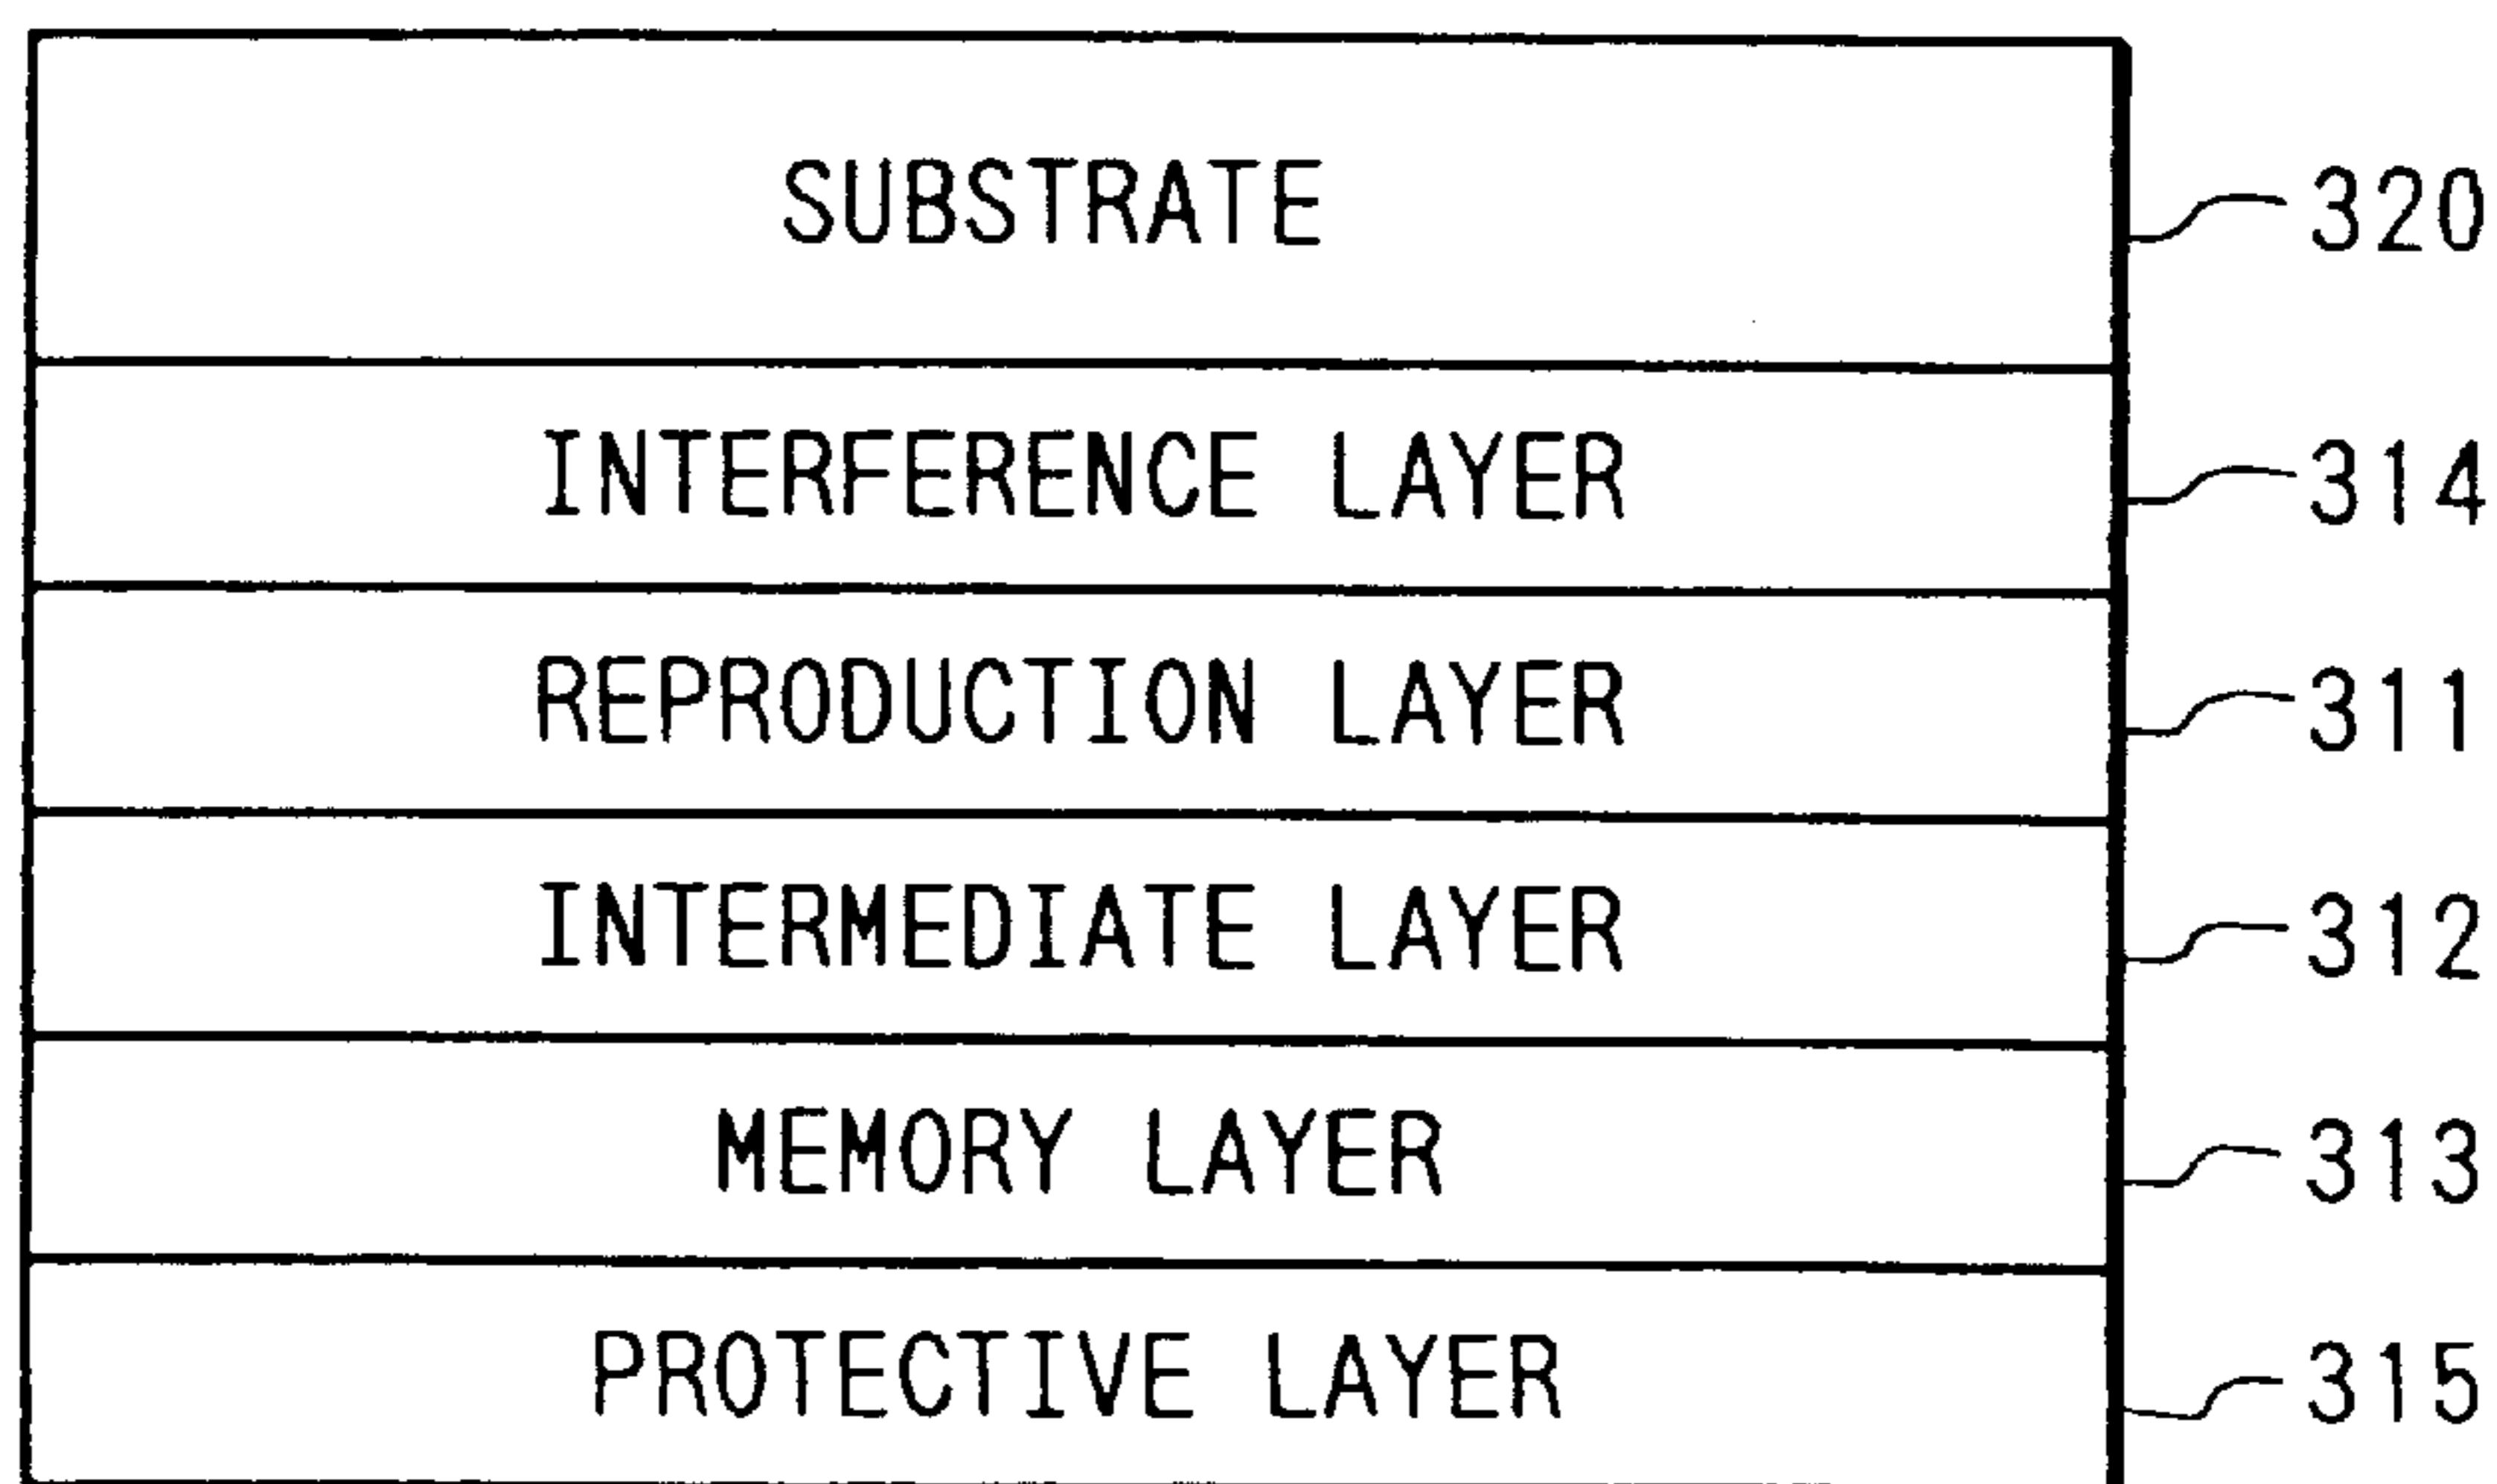 SUBSTRATE 320
INTERFERENCE LAYER 314
REPRODUCTION LAYER 311
INTERMEDIATE LAYER 312
MEMORY LAYER 313
PROTECTIVE LAYER 315